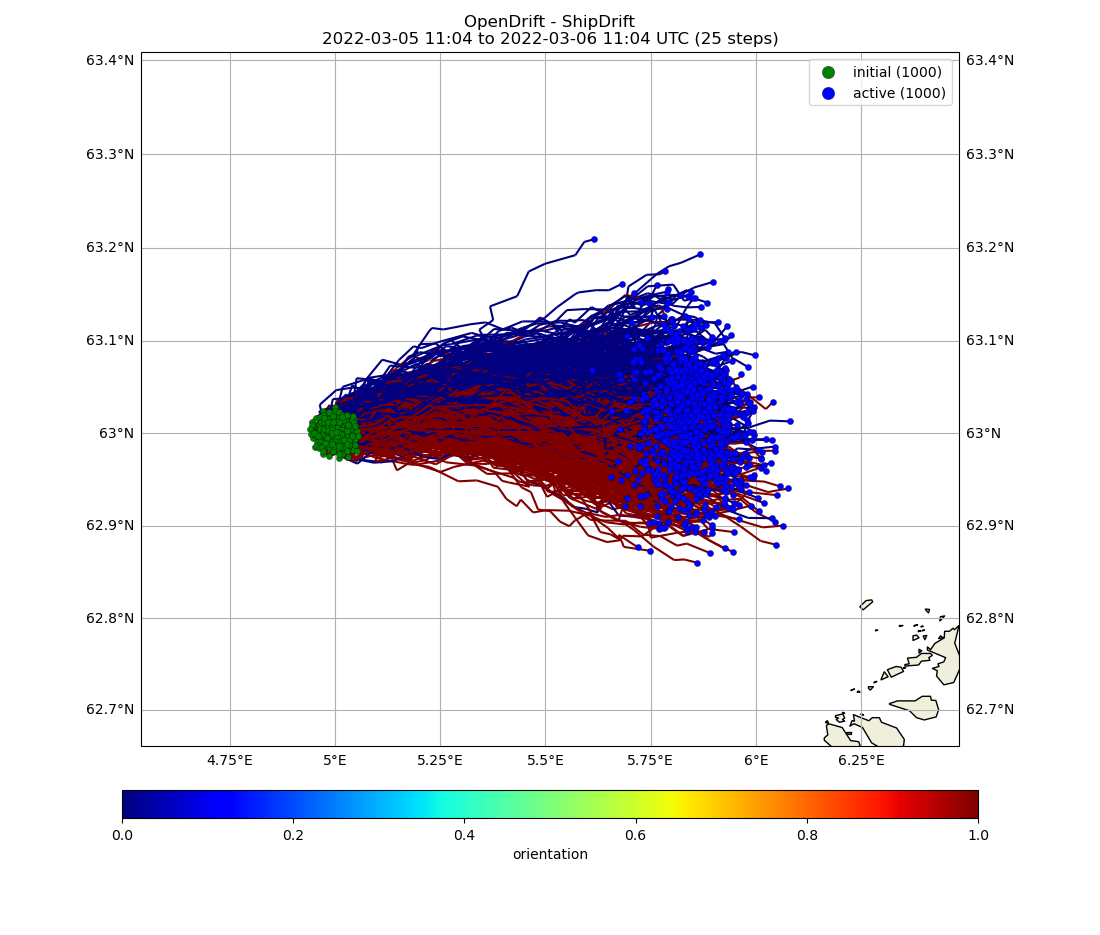 OpenDrift - ShipDrift
2022-03-05 11:04 to 2022-03-06 11:04 UTC (25 steps)
63.4°N
63.4°N
initial (1000)
active (1000)
63.3°N
63.3°N
63.2°N
63.2°N
63.1°N
63.1°N
63°N
63°N
62.9°N
62.9°N
62.8°N
62.8°N
62.7°N
62.7°N
4.75°E 5°E 5.25°E 5.5°E 5.75°E 6°E 6.25°E
0.0 0.2 0.4 0.6 0.8 1.0
orientation